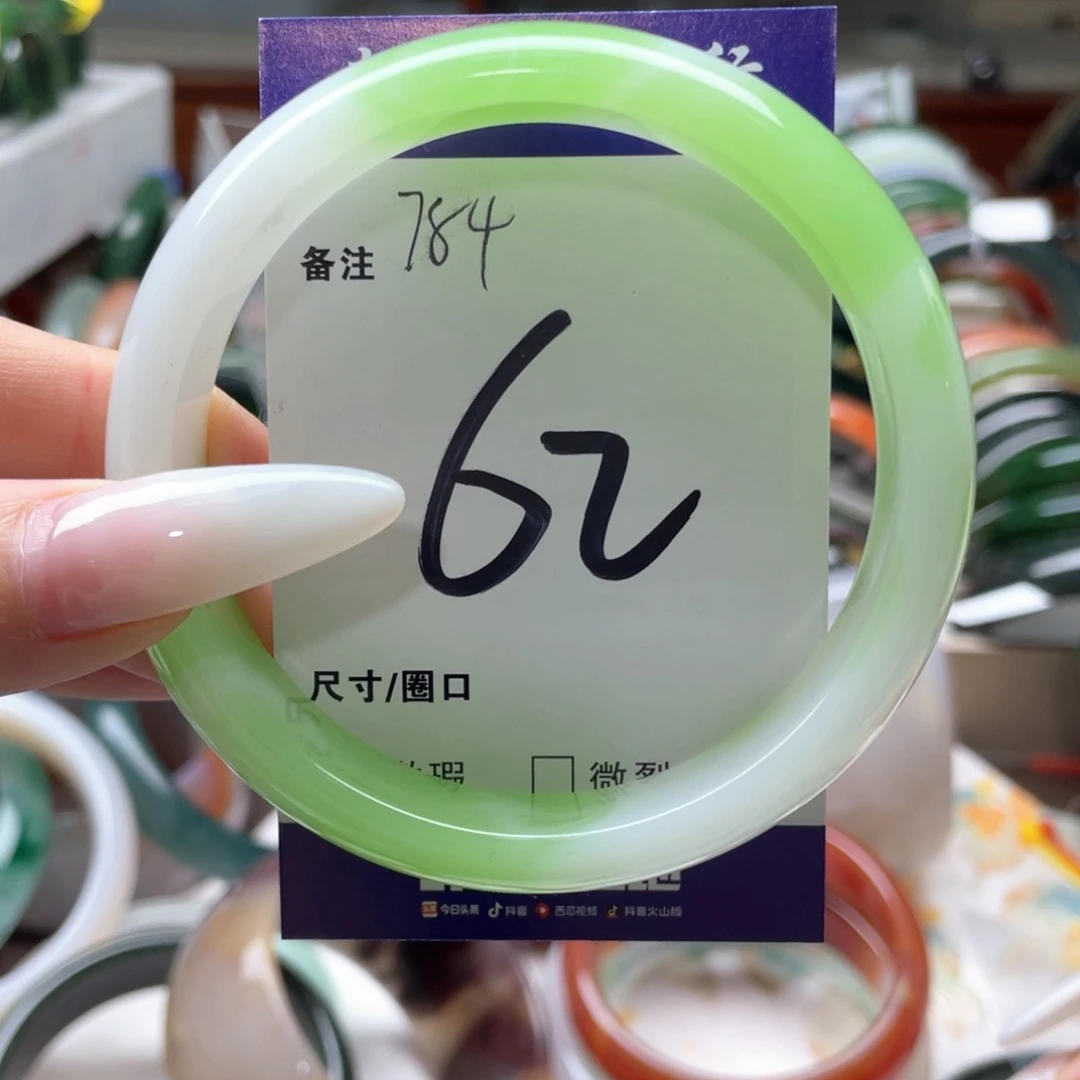 784
备注
62
尺寸/圈口
瑕 微裂
今日头条 抖音 西瓜视频 抖音火山版